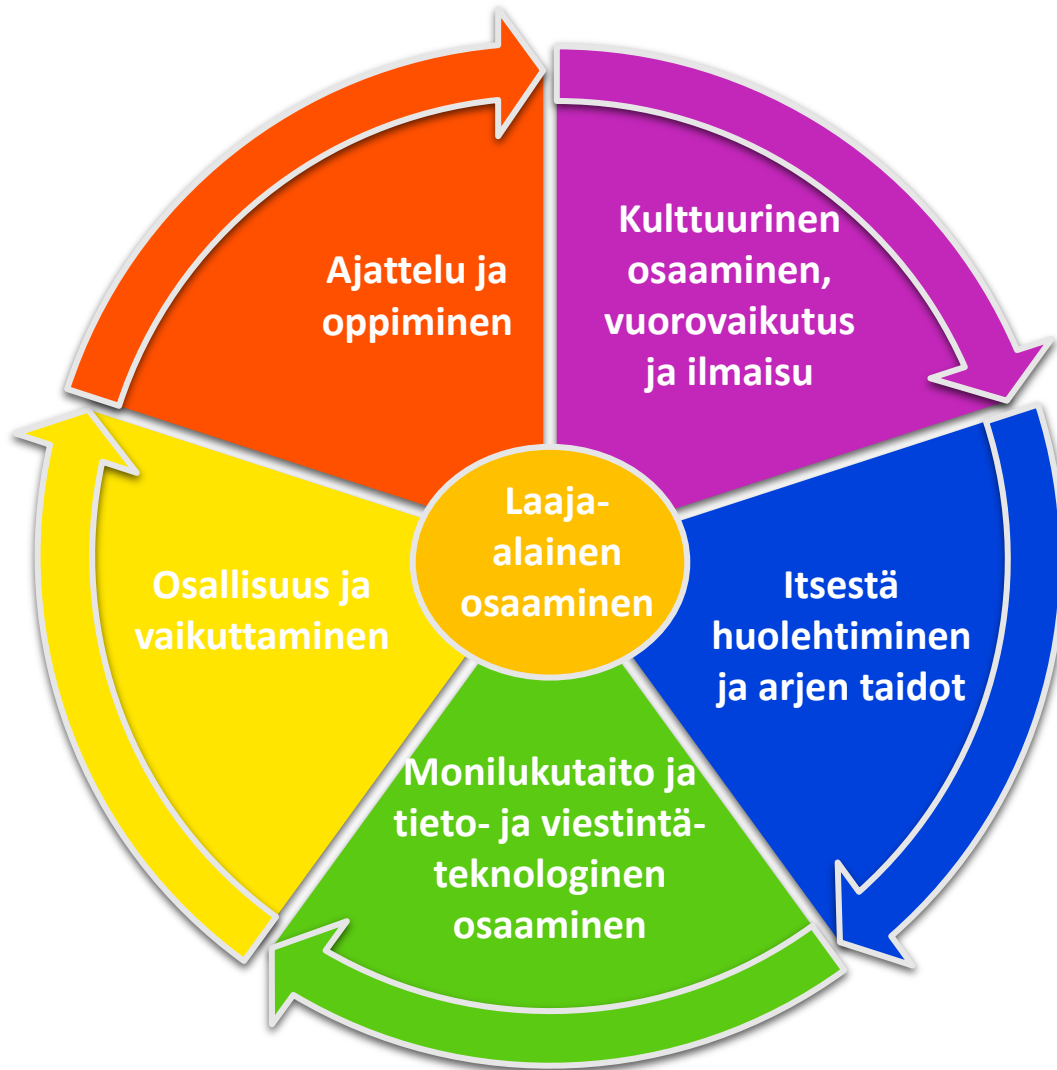 Ajattelu ja
oppiminen
Kulttuurinen
osaaminen,
vuorovaikutus
ja ilmaisu
Laaja-
alainen
osaaminen
Osallisuus ja
vaikuttaminen
Itsestä
huolehtiminen
ja arjen taidot
Monilukutaito ja
tieto- ja viestintä-
teknologinen
osaaminen